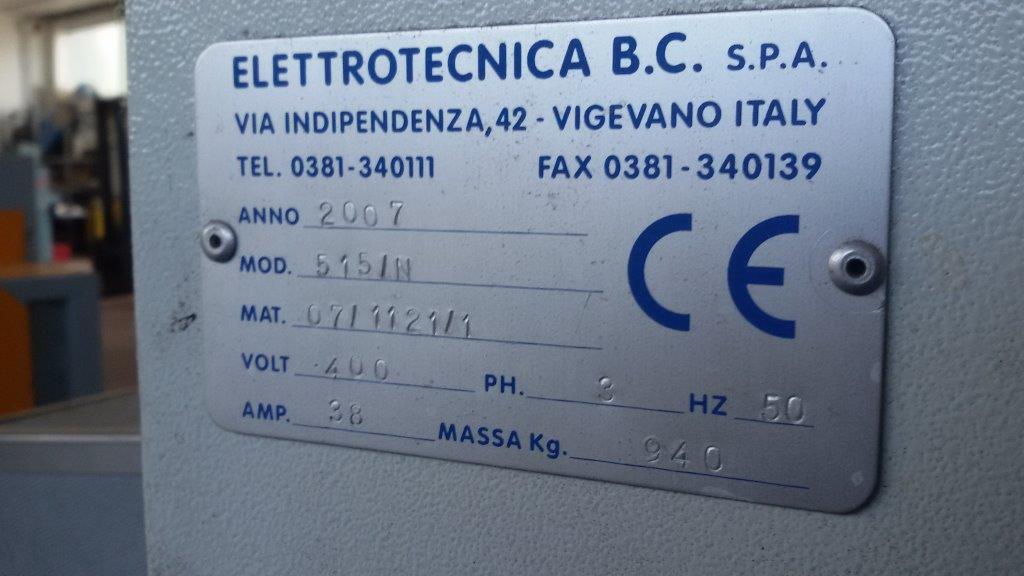 ELETTROTECNICA B.C. S.P.A.
VIA INDIPENDENZA, 42 - VIGEVANO ITALY
TEL. 0381-340111 FAX 0381-340139
ANNO 2007
MOD. 515/N
MAT. 07/1121/1
CE
VOLT 400 PH. 3 HZ 50
AMP. 38 MASSA Kg. 940